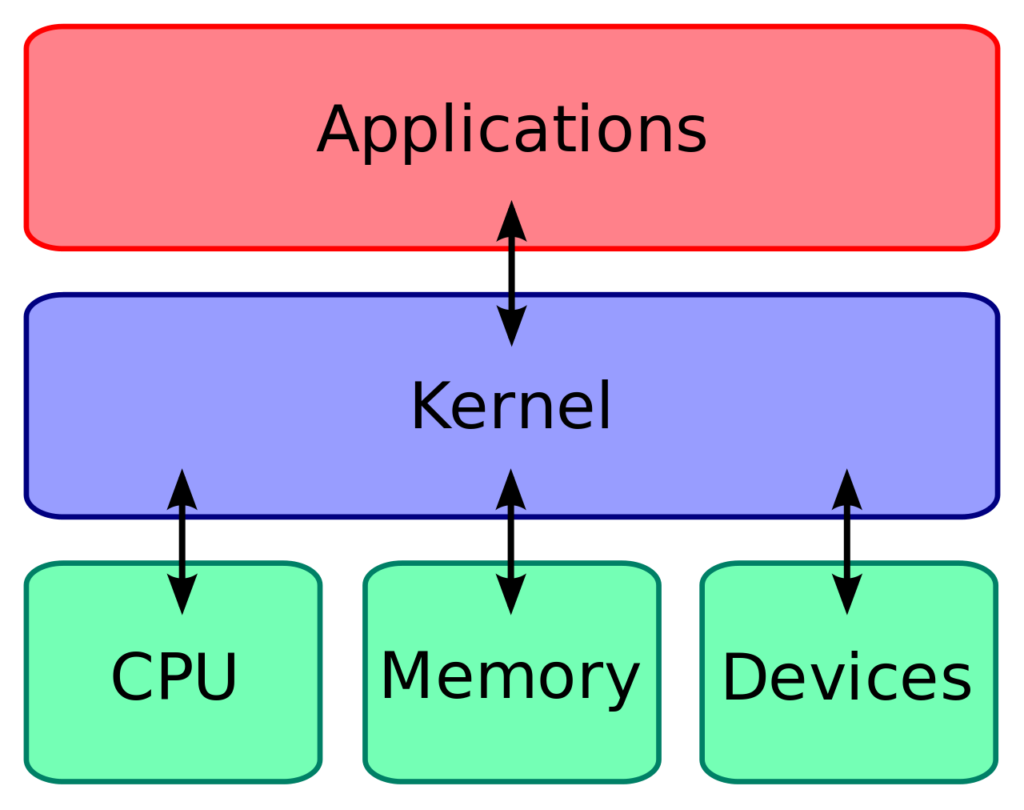 Applications
Kernel
CPU
Memory
Devices